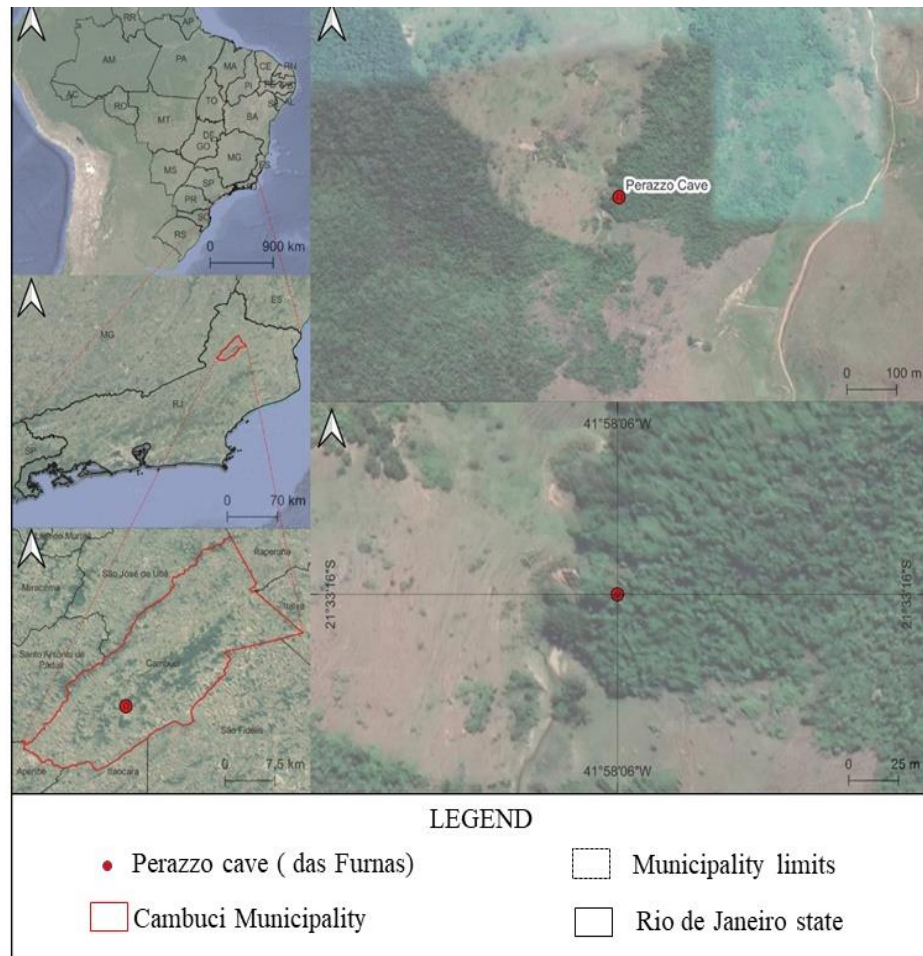 RR
AP
AM
PA
MA
CE
RN
PI
AC
RO
TO
AL
MT
BA
DF
GO
MG
ES
MS
SP
PR
SC
RS
0 900 km
MG
ES
RJ
SP
0 70 km
São José de Ubá
Itaperuna
Miracema
Italva
Santo Antônio de
Pádua
Cambuci
São Fidélis
Aperibé
Itaocara
0 7,5 km
Perazzo Cave
0 100 m
41°58'06"W
21°33'16"S
21°33'16"S
41°58'06"W
0 25 m
LEGEND
Perazzo cave ( das Furnas)
Municipality limits
Cambuci Municipality
Rio de Janeiro state